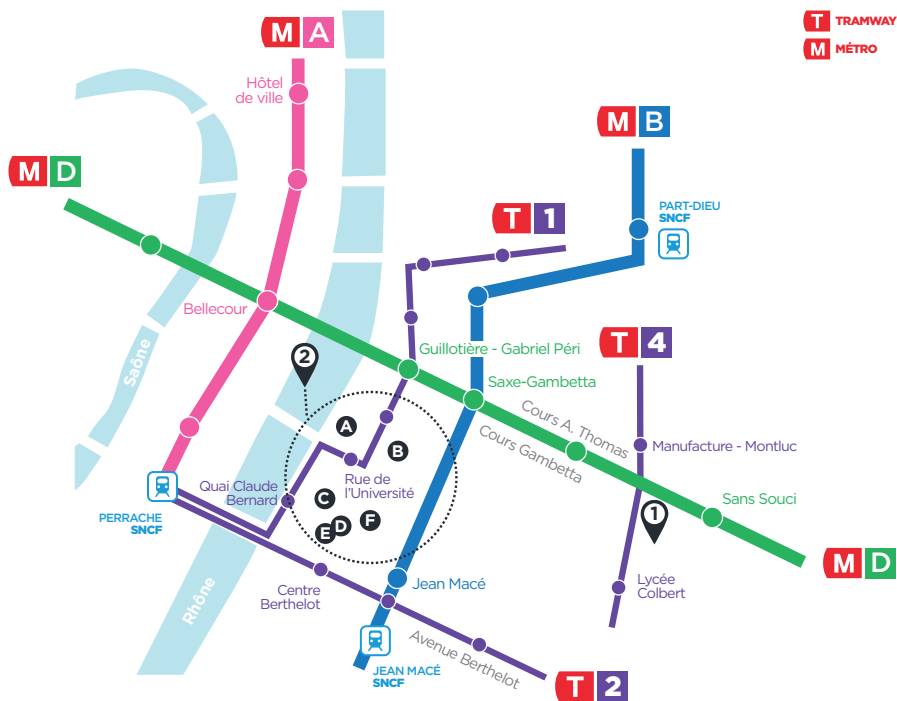 M A
T TRAMWAY
M MÉTRO
Hôtel
de ville
M B
M D
T 1
PART-DIEU
SNCF
Bellecour
Saône
Guillotière - Gabriel Péri
T 4
2
Saxe-Gambetta
Cours A. Thomas
Cours Gambetta
A
B
Manufacture - Montluc
Quai Claude
Bernard
Rue de
l'Université
C
D
E
F
PERRACHE
SNCF
Sans Souci
1
M D
Rhône
Centre
Berthelot
Jean Macé
Lycée
Colbert
Avenue Berthelot
JEAN MACÉ
SNCF
T 2